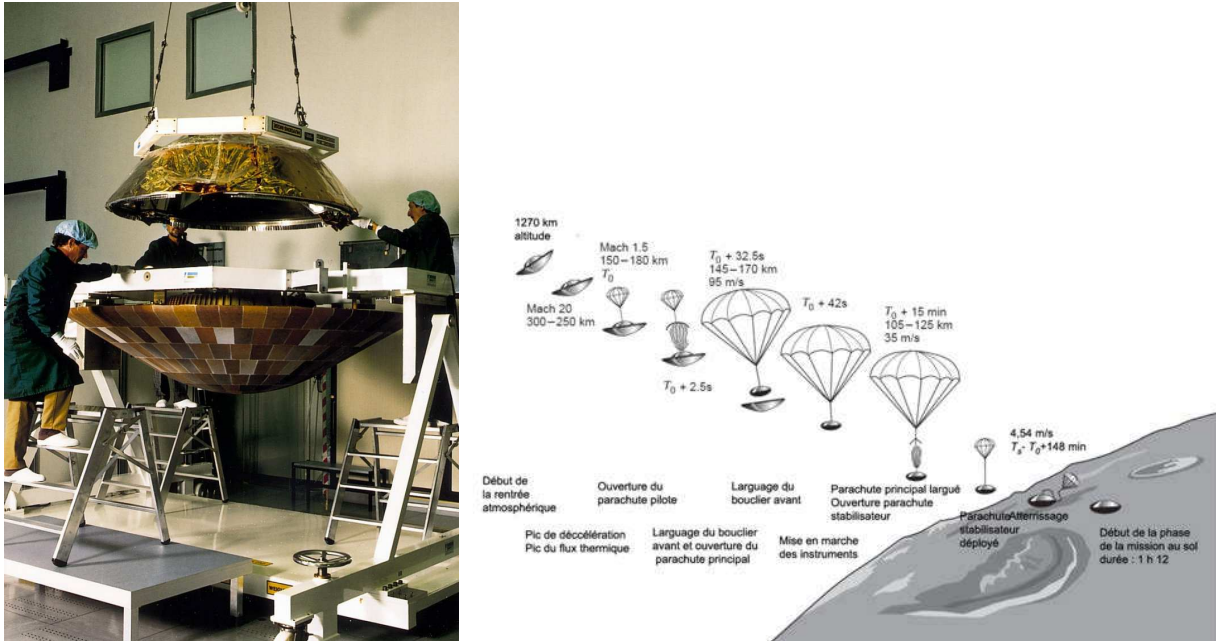 1270 km
altitude
Mach 20
300–250 km
Mach 1.5
150–180 km
T0
T0 + 2.5s
T0 + 32.5s
145–170 km
95 m/s
T0 + 42s
T0 + 15 min
105–125 km
35 m/s
4,54 m/s
Ts- T0+148 min
Début de
la rentrée
atmosphérique
Pic de déccélération
Pic du flux thermique
Ouverture du
parachute pilote
Larguage du bouclier
avant et ouverture du
parachute principal
Larguage du
bouclier avant
Mise en marche
des instruments
Parachute principal largué
Ouverture parachute
stabilisateur
Parachute
stabilisateur
déployé
Atterrissage
Début de la phase
de la mission au sol
durée : 1 h 12